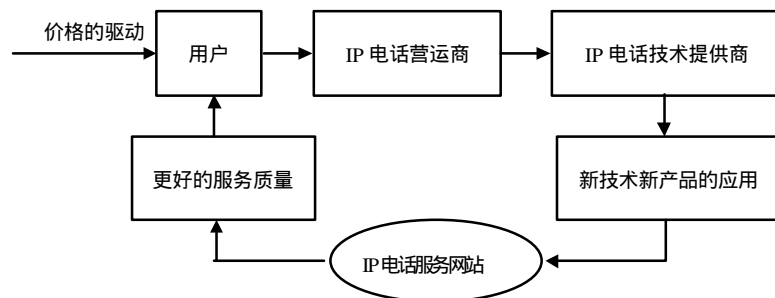 价格的驱动
用户
IP 电话营运商
IP 电话技术提供商
更好的服务质量
新技术新产品的应用
IP 电话服务网站